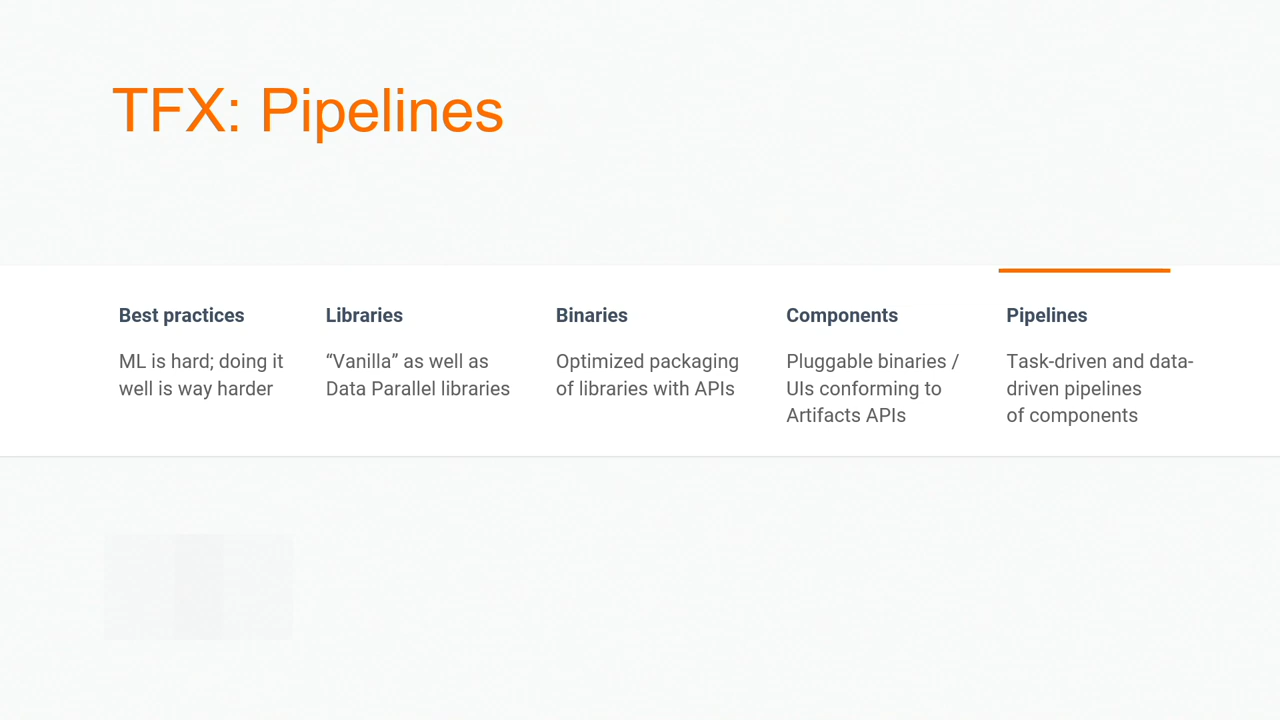 TFX: Pipelines
Best practices
ML is hard; doing it
well is way harder
Libraries
“Vanilla” as well as
Data Parallel libraries
Binaries
Optimized packaging
of libraries with APIs
Components
Pluggable binaries /
UIs conforming to
Artifacts APIs
Pipelines
Task-driven and data-
driven pipelines
of components